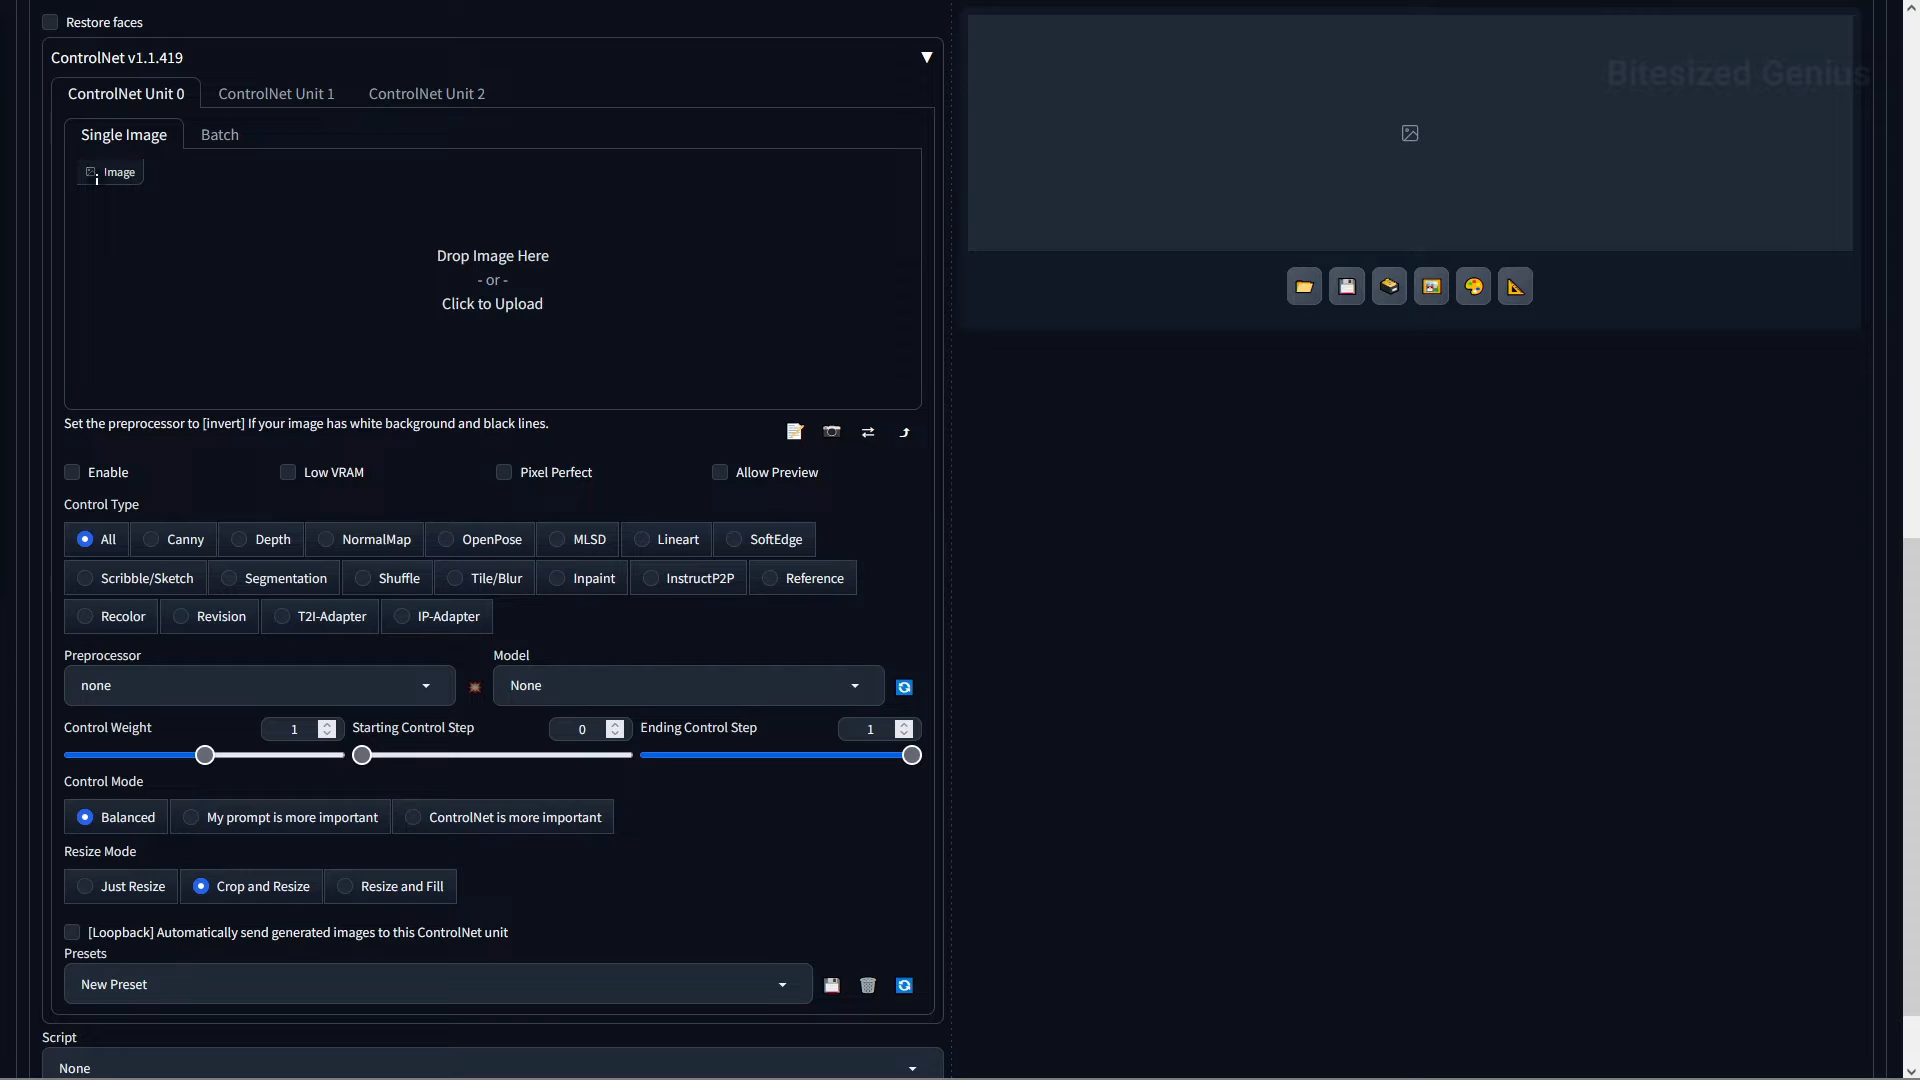 Restore faces
ControlNet v1.1.419
ControlNet Unit 0 ControlNet Unit 1 ControlNet Unit 2
Single Image Batch
Image
Drop Image Here
- or -
Click to Upload
Set the preprocessor to [invert] If your image has white background and black lines.
Enable Low VRAM Pixel Perfect Allow Preview
Control Type
All Canny Depth NormalMap OpenPose MLSD Lineart SoftEdge
Scribble/Sketch Segmentation Shuffle Tile/Blur Inpaint InstructP2P Reference
Recolor Revision T2I-Adapter IP-Adapter
Preprocessor Model
none None
Control Weight 1 Starting Control Step 0 Ending Control Step 1
Control Mode
Balanced My prompt is more important ControlNet is more important
Resize Mode
Just Resize Crop and Resize Resize and Fill
[Loopback] Automatically send generated images to this ControlNet unit
Presets
New Preset
Script
None
Bitesized Genius